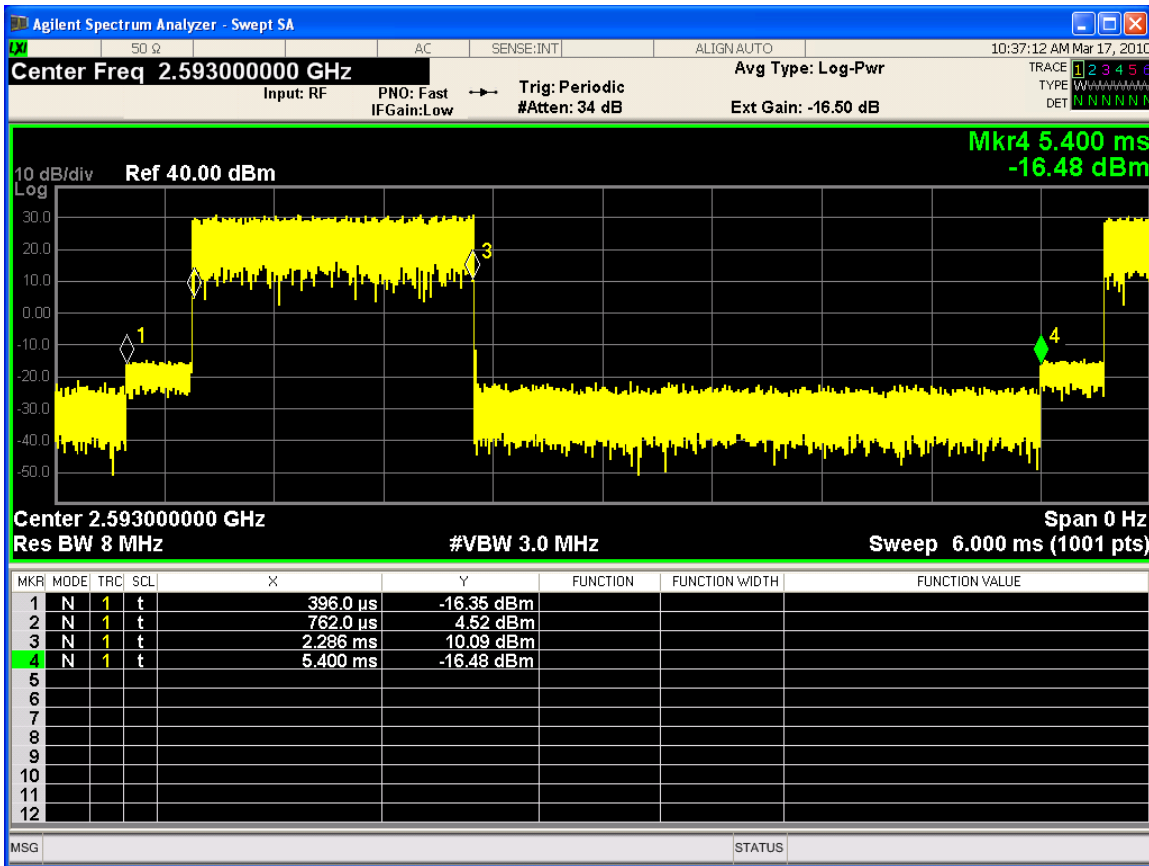 Agilent Spectrum Analyzer - Swept SA
LXI 50 Ω AC SENSE:INT ALIGN AUTO 10:37:12 AM Mar 17, 2010
Center Freq 2.593000000 GHz
Input: RF PNO: Fast IFGain:Low
Trig: Periodic #Atten: 34 dB
Avg Type: Log-Pwr Ext Gain: -16.50 dB
TRACE 1 2 3 4 5 6
TYPE WWWWWW
DET N N N N N N
Mkr4 5.400 ms
-16.48 dBm
10 dB/div Ref 40.00 dBm
Log
30.0
20.0
3
10.0
0.00
1
4
-10.0
-20.0
-30.0
-40.0
-50.0
Center 2.593000000 GHz Span 0 Hz
Res BW 8 MHz #VBW 3.0 MHz Sweep 6.000 ms (1001 pts)
MKR MODE TRC SCL X Y FUNCTION FUNCTION WIDTH FUNCTION VALUE
1 N 1 t 396.0 µs -16.35 dBm
2 N 1 t 762.0 µs 4.52 dBm
3 N 1 t 2.286 ms 10.09 dBm
4 N 1 t 5.400 ms -16.48 dBm
5
6
7
8
9
10
11
12
MSG STATUS